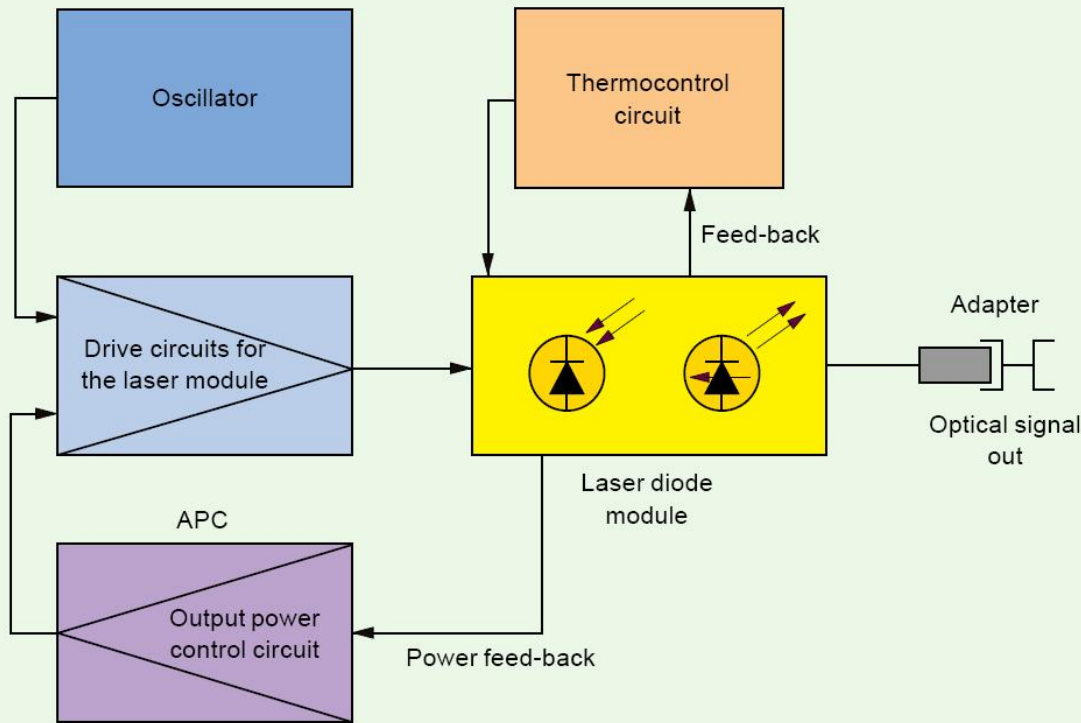 Oscillator
Thermocontrol
circuit
Feed-back
Drive circuits for
the laser module
Adapter
Optical signal
out
Laser diode
module
APC
Output power
control circuit
Power feed-back